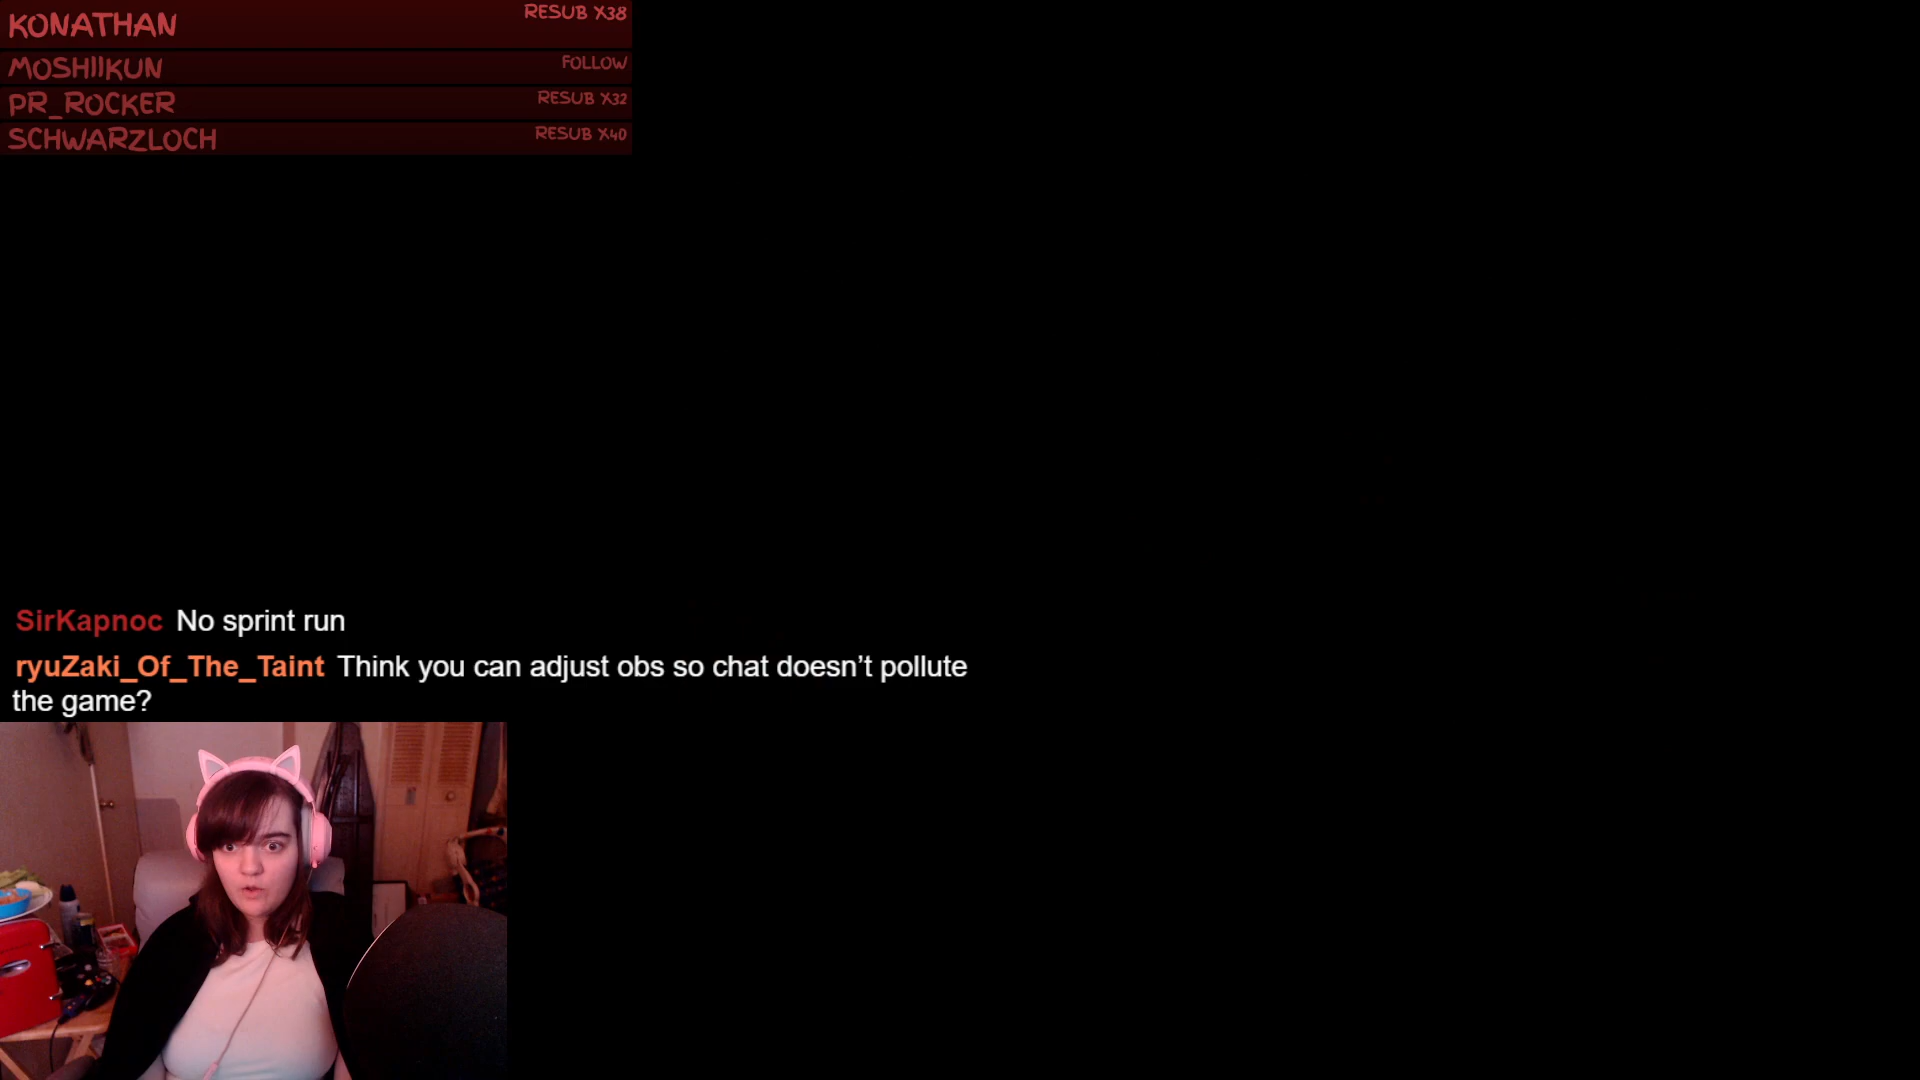 KONATHAN RESUB X38
MOSHIIKUN FOLLOW
PR_ROCKER RESUB X32
SCHWARZLOCH RESUB X40
SirKapnoc No sprint run
ryuZaki_Of_The_Taint Think you can adjust obs so chat doesn’t pollute
the game?